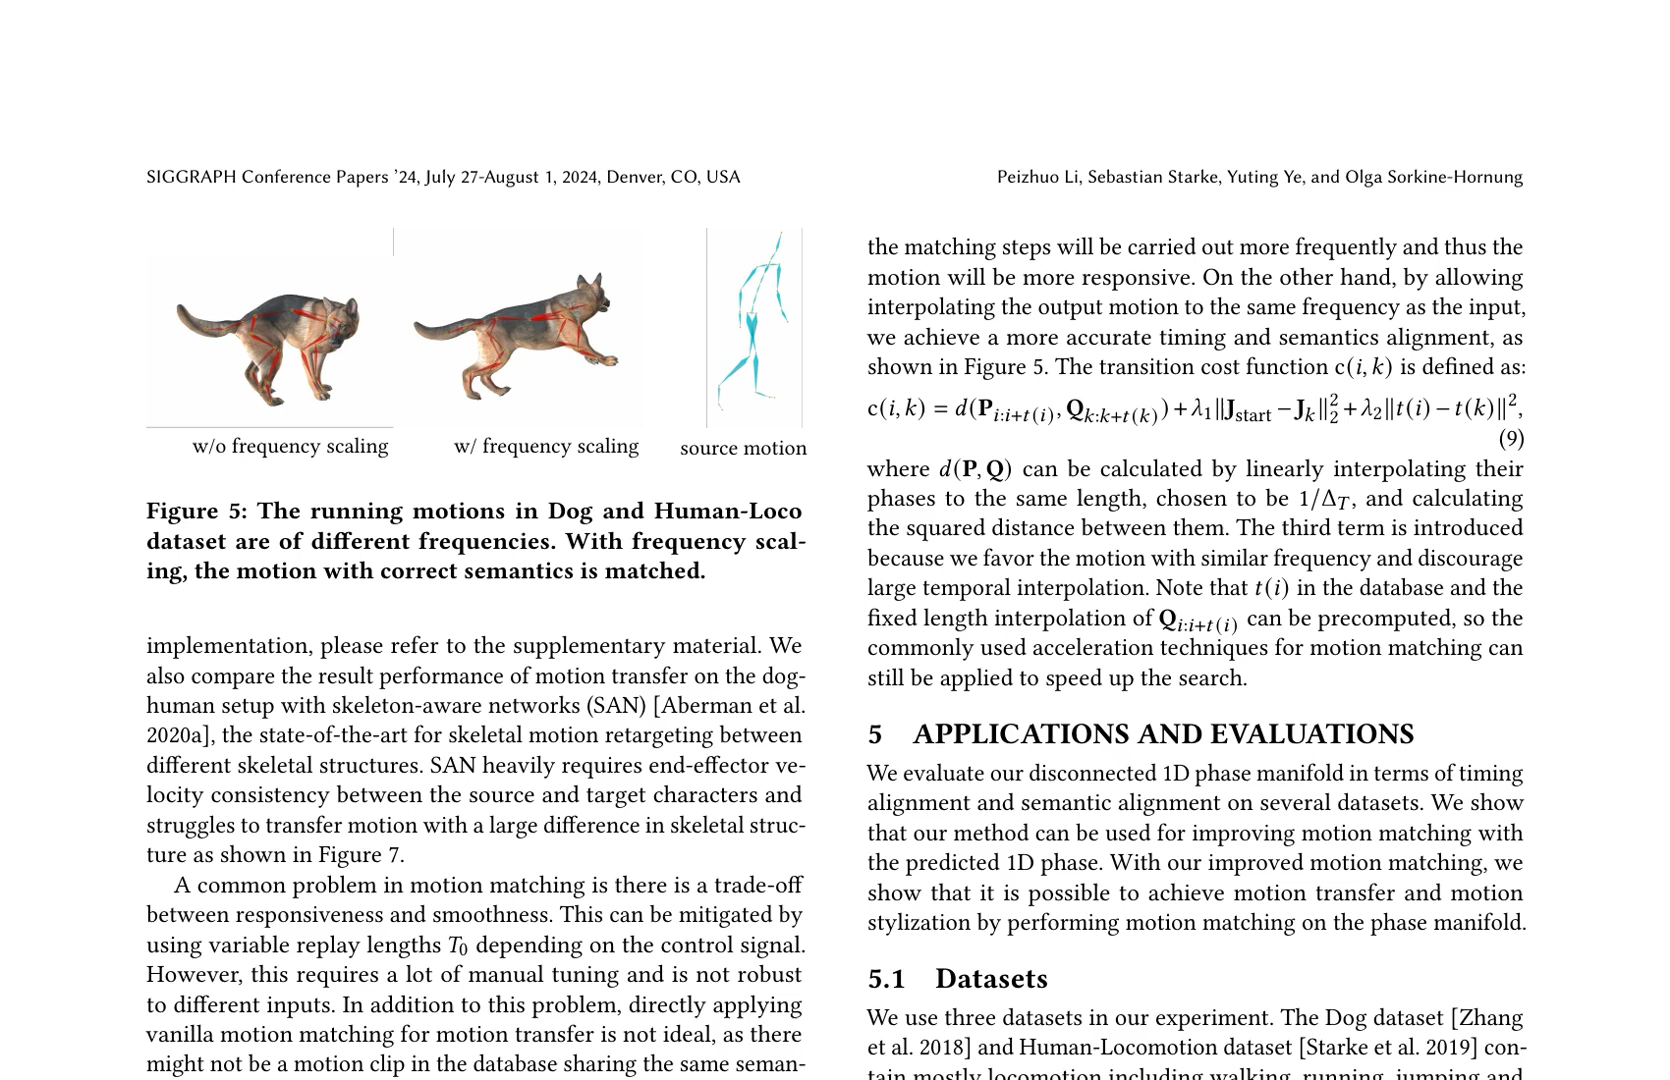 SIGGRAPH Conference Papers ’24, July 27-August 1, 2024, Denver, CO, USA
Peizhuo Li, Sebastian Starke, Yuting Ye, and Olga Sorkine-Hornung
w/o frequency scaling
w/ frequency scaling
source motion
Figure 5: The running motions in Dog and Human-Loco
dataset are of different frequencies. With frequency scal-
ing, the motion with correct semantics is matched.
implementation, please refer to the supplementary material. We
also compare the result performance of motion transfer on the dog-
human setup with skeleton-aware networks (SAN) [Aberman et al.
2020a], the state-of-the-art for skeletal motion retargeting between
different skeletal structures. SAN heavily requires end-effector ve-
locity consistency between the source and target characters and
struggles to transfer motion with a large difference in skeletal struc-
ture as shown in Figure 7.
A common problem in motion matching is there is a trade-off
between responsiveness and smoothness. This can be mitigated by
using variable replay lengths T₀ depending on the control signal.
However, this requires a lot of manual tuning and is not robust
to different inputs. In addition to this problem, directly applying
vanilla motion matching for motion transfer is not ideal, as there
might not be a motion clip in the database sharing the same seman-
the matching steps will be carried out more frequently and thus the
motion will be more responsive. On the other hand, by allowing
interpolating the output motion to the same frequency as the input,
we achieve a more accurate timing and semantics alignment, as
shown in Figure 5. The transition cost function c(i, k) is defined as:
c(i, k) = d(P_{i:i+t(i)}, Q_{k:k+t(k)}) + λ₁‖J_start − J_k‖₂² + λ₂‖t(i) − t(k)‖²,
(9)
where d(P, Q) can be calculated by linearly interpolating their
phases to the same length, chosen to be 1/Δ_T, and calculating
the squared distance between them. The third term is introduced
because we favor the motion with similar frequency and discourage
large temporal interpolation. Note that t(i) in the database and the
fixed length interpolation of Q_{i:i+t(i)} can be precomputed, so the
commonly used acceleration techniques for motion matching can
still be applied to speed up the search.
5 APPLICATIONS AND EVALUATIONS
We evaluate our disconnected 1D phase manifold in terms of timing
alignment and semantic alignment on several datasets. We show
that our method can be used for improving motion matching with
the predicted 1D phase. With our improved motion matching, we
show that it is possible to achieve motion transfer and motion
stylization by performing motion matching on the phase manifold.
5.1 Datasets
We use three datasets in our experiment. The Dog dataset [Zhang
et al. 2018] and Human-Locomotion dataset [Starke et al. 2019] con-
tain mostly locomotion including walking, running, jumping and